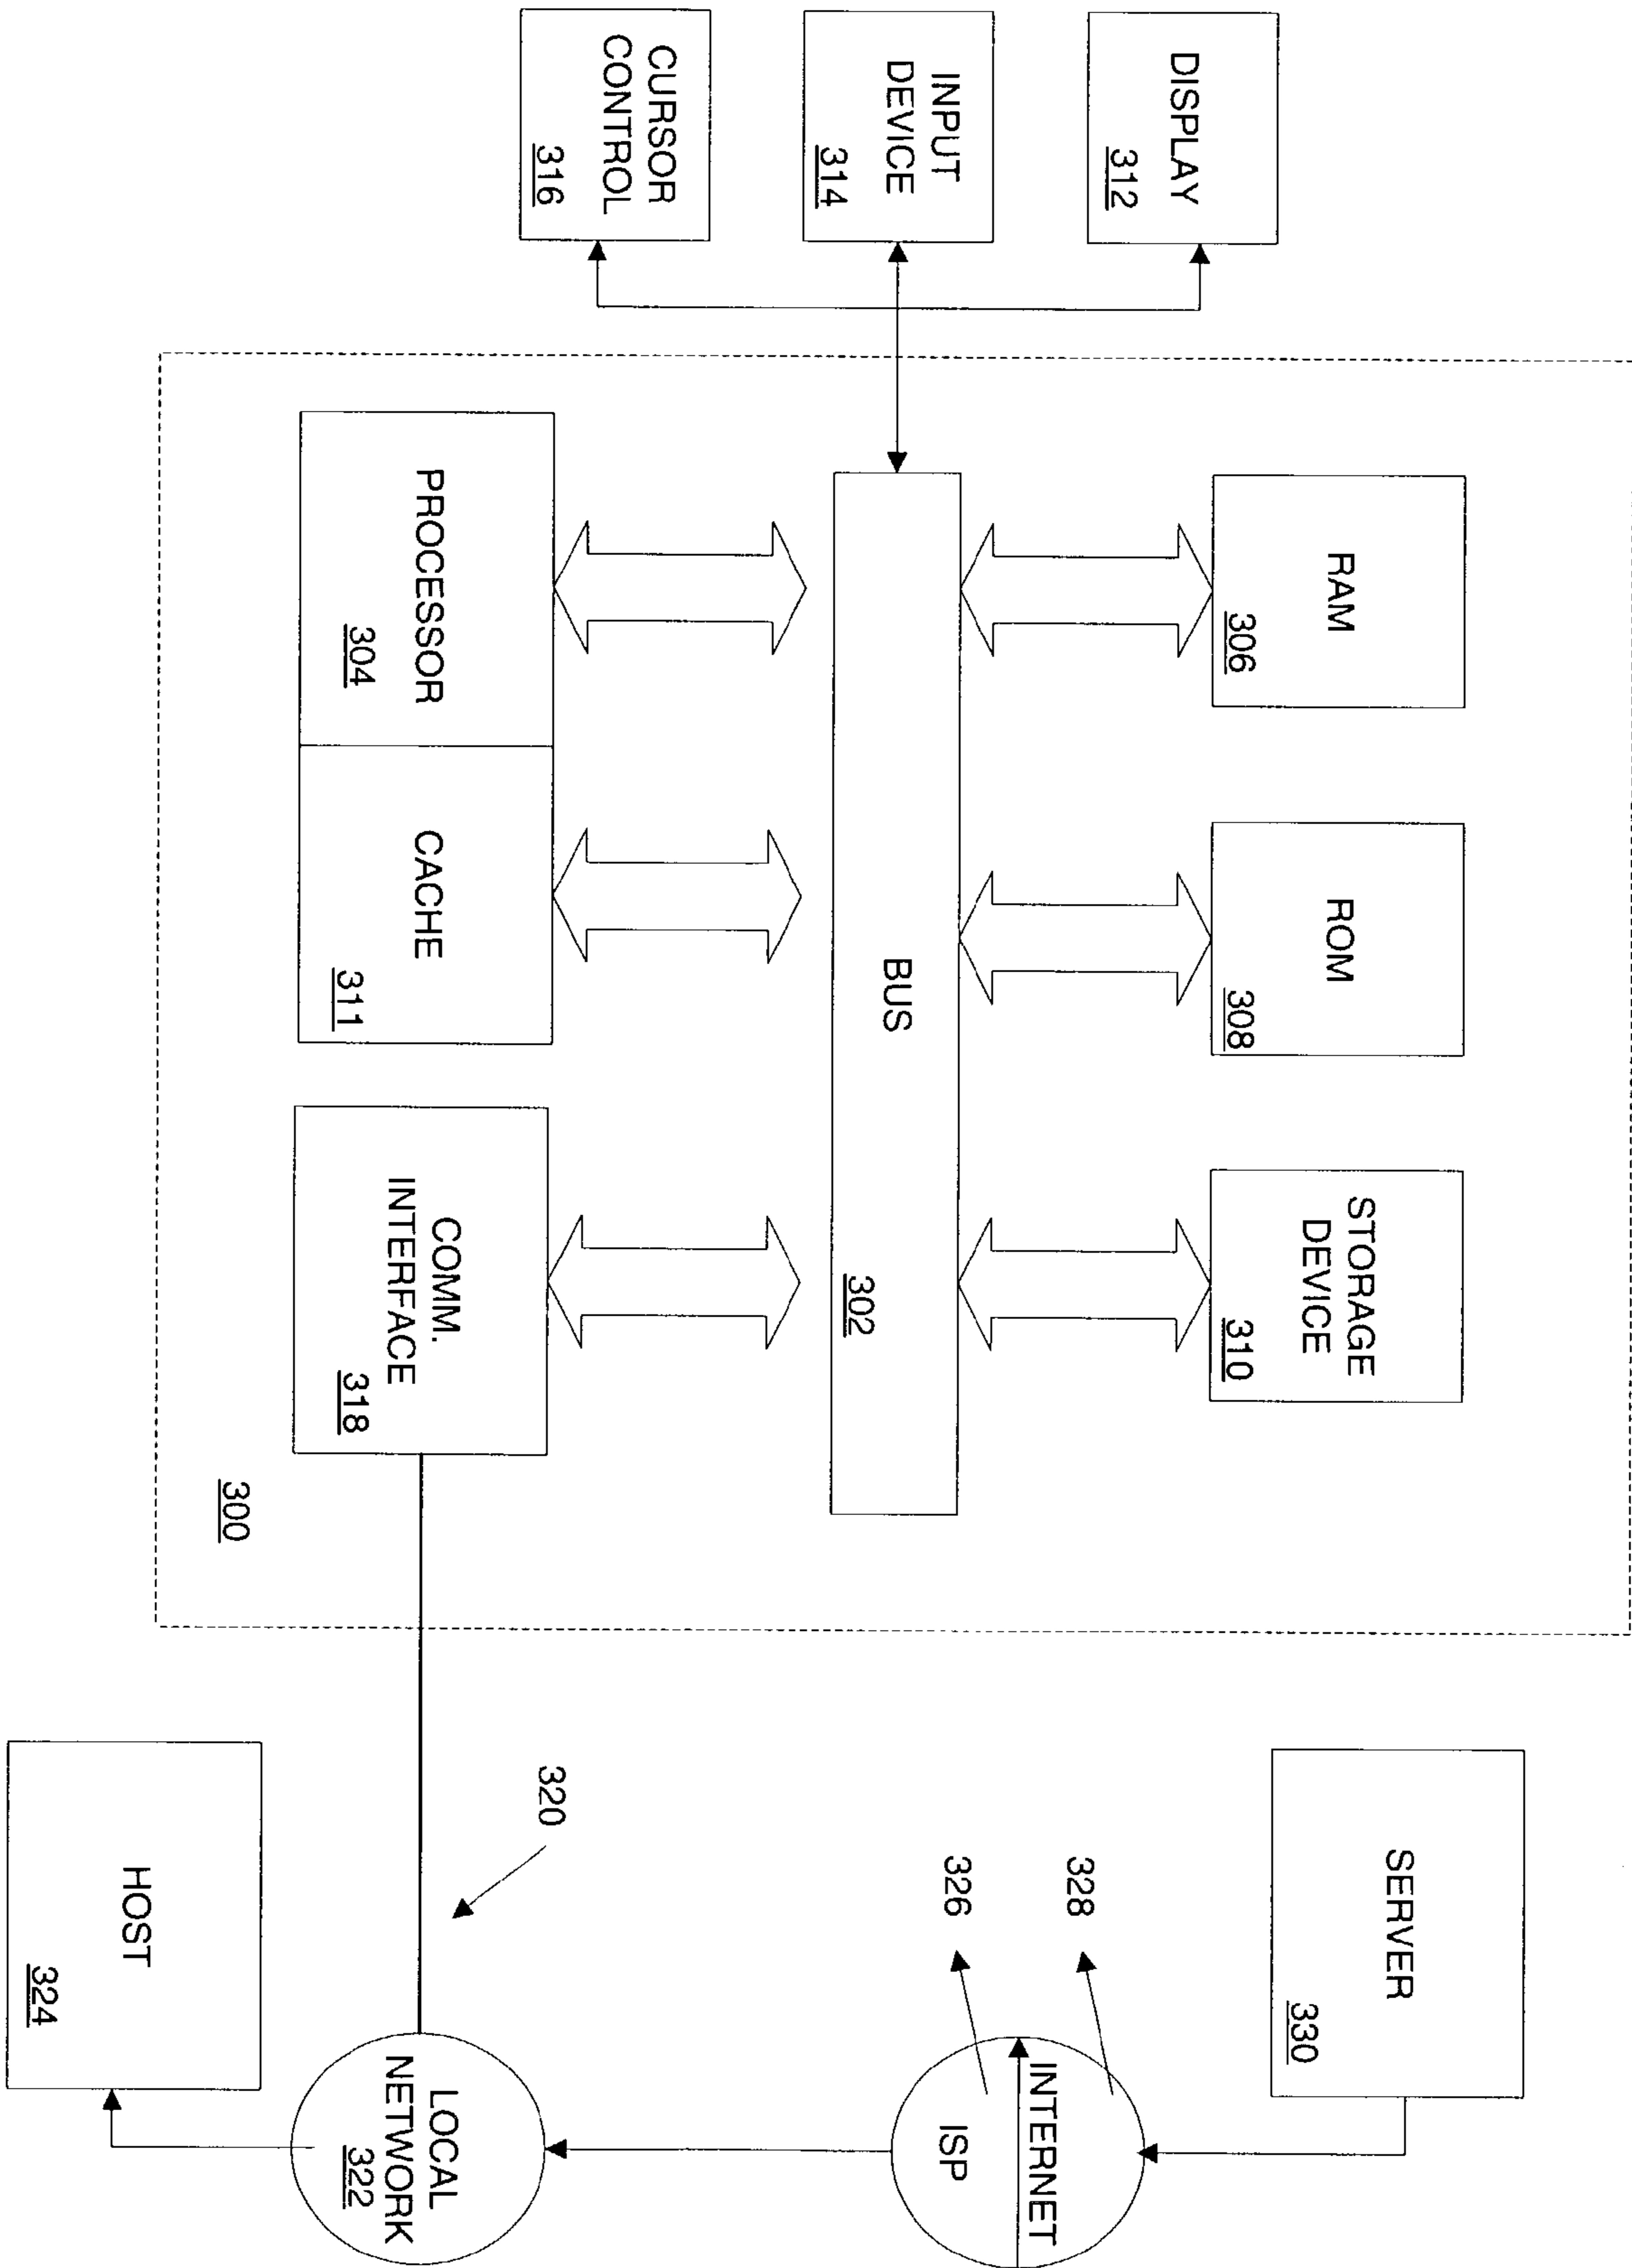 DISPLAY
312
INPUT
DEVICE
314
CURSOR
CONTROL
316
RAM
306
ROM
308
STORAGE
DEVICE
310
BUS
302
PROCESSOR
304
CACHE
311
COMM.
INTERFACE
318
300
SERVER
330
328
INTERNET
326
ISP
320
LOCAL
NETWORK
322
HOST
324